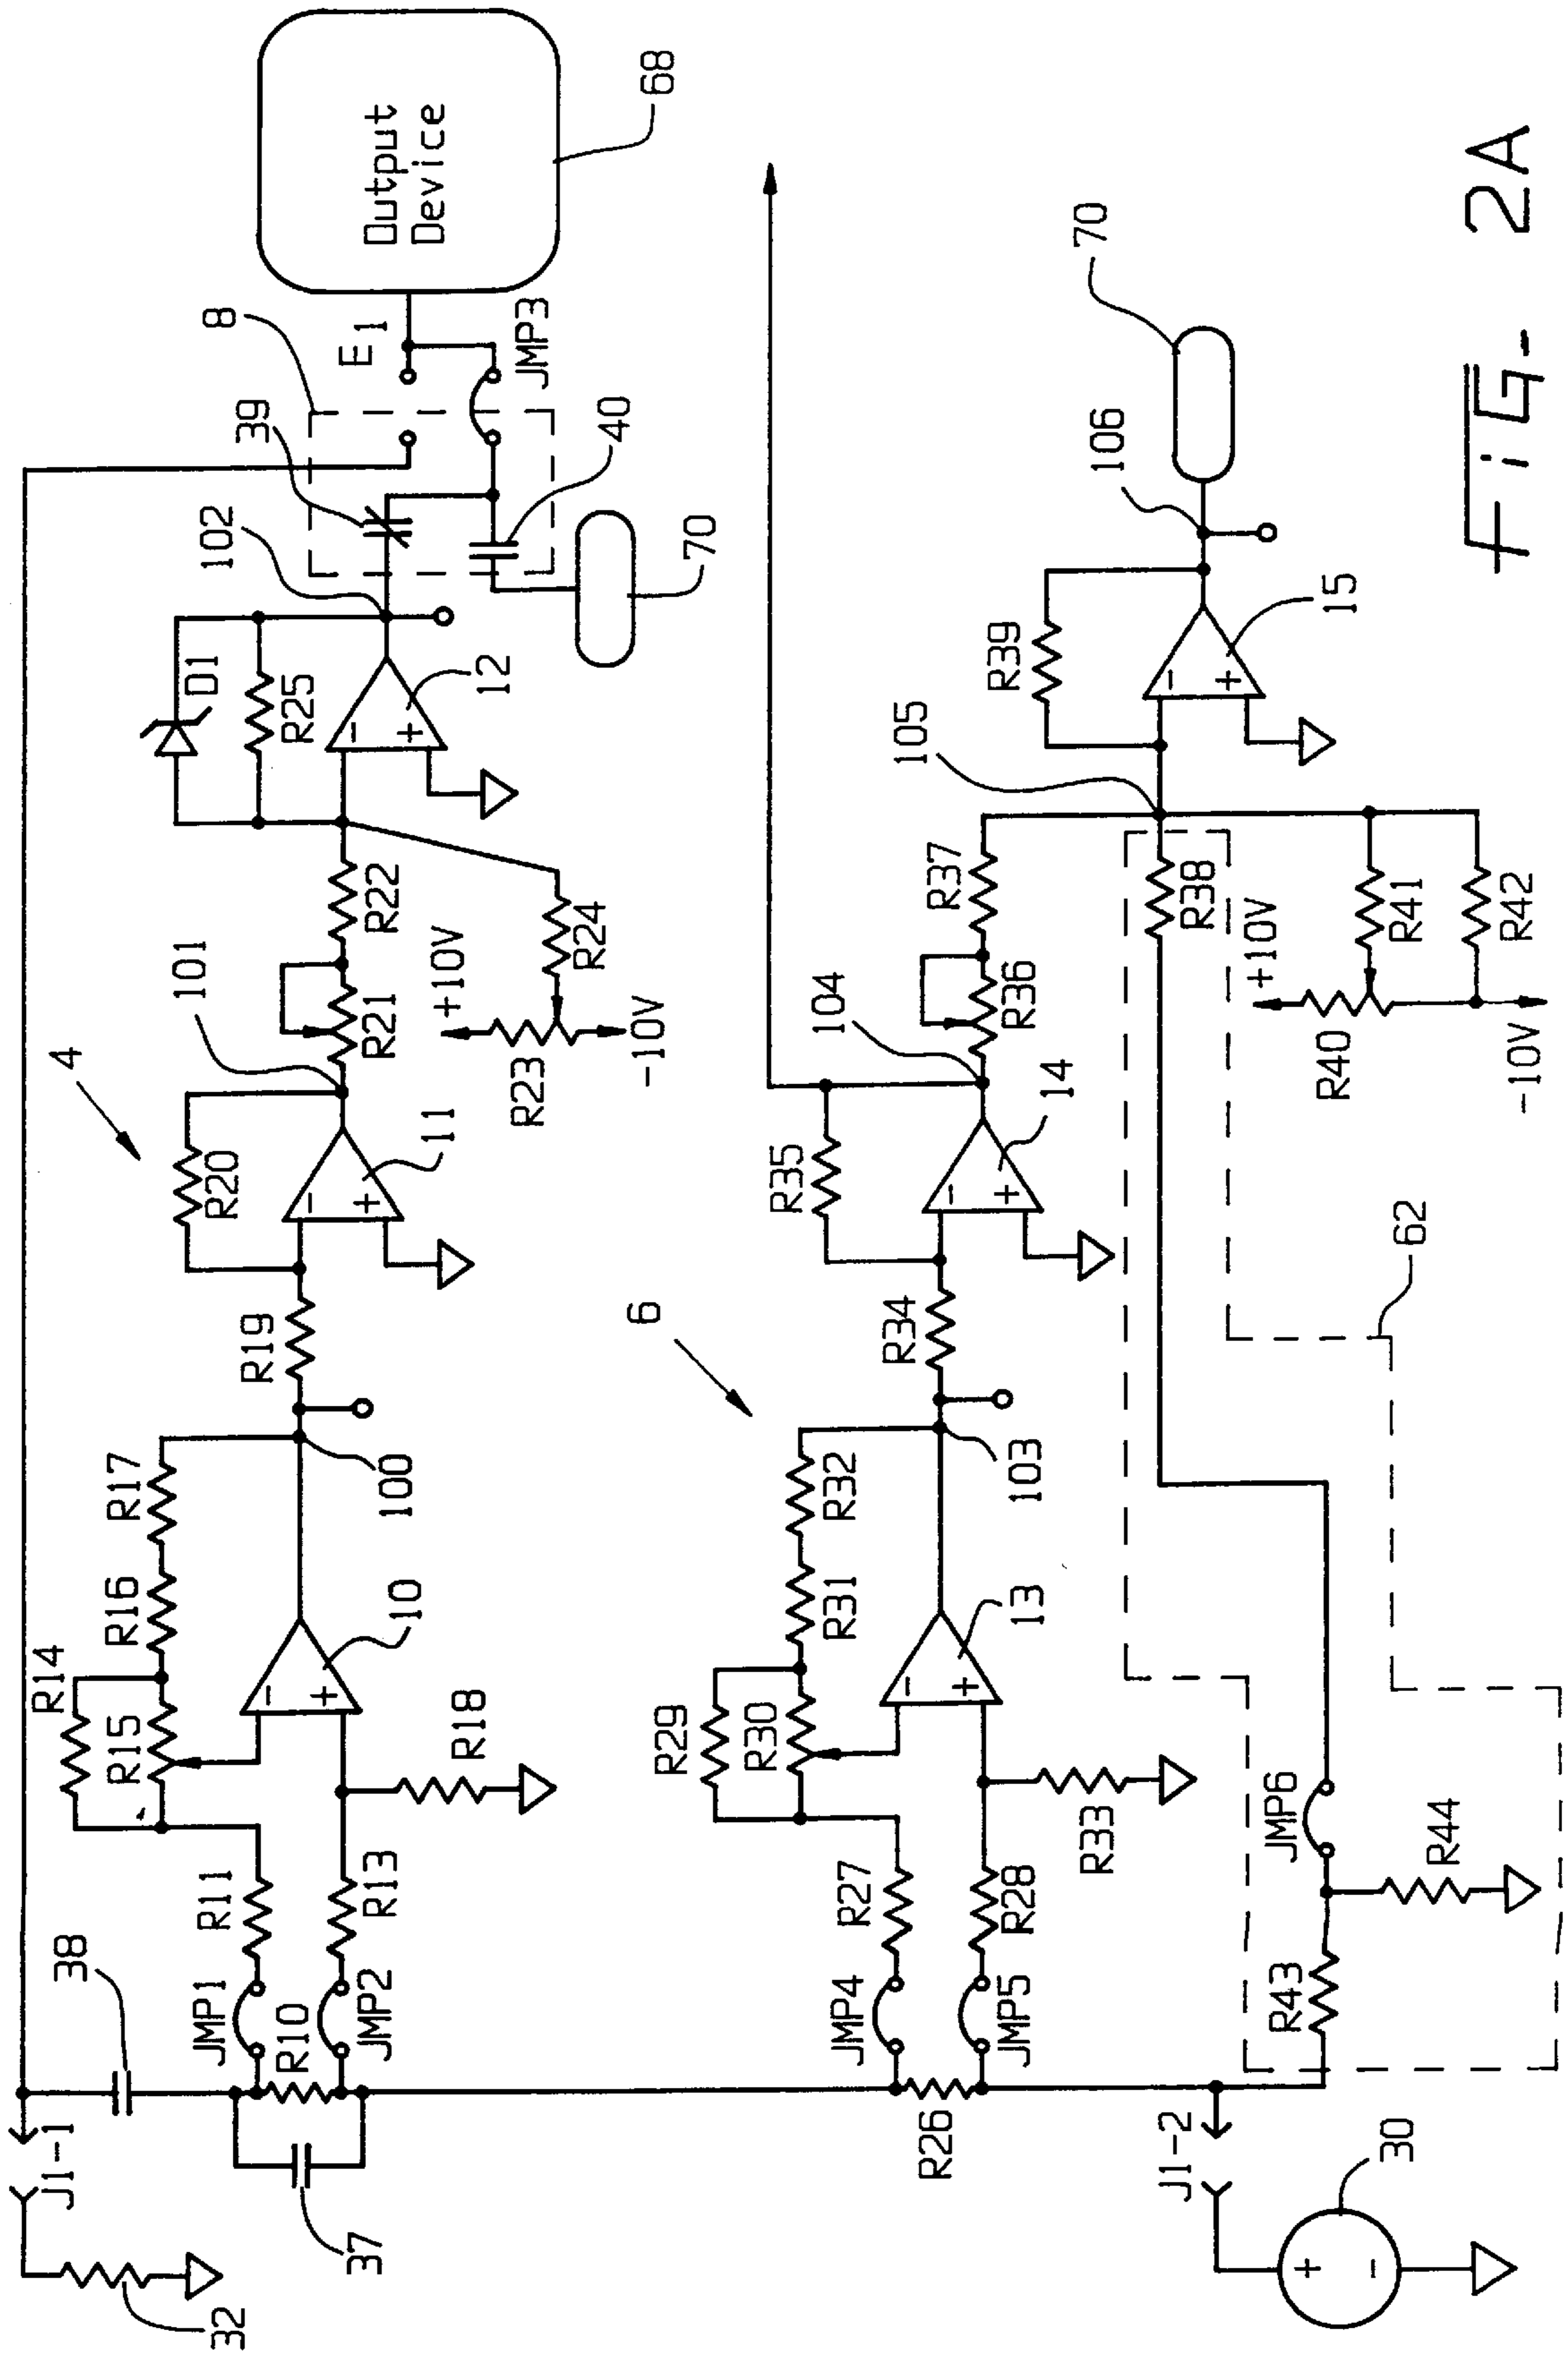 J1-1
32
38
37
JMP1
R10
JMP2
R11
R13
R14
R15
R16
R17
-
+
10
R18
100
R19
R20
-
+
11
4
101
R21
R22
+10V
R23
R24
-10V
D1
R25
-
+
12
102
39
8
E1
JMP3
40
70
Output
Device
68
6
JMP4
R26
JMP5
R27
R28
R29
R30
R31
R32
-
+
13
R33
103
R34
R35
-
+
14
104
R36
R37
105
R38
R39
-
+
15
106
70
+10V
R40
R41
R42
-10V
62
J1-2
30
+
-
R43
JMP6
R44
FiG- 2A